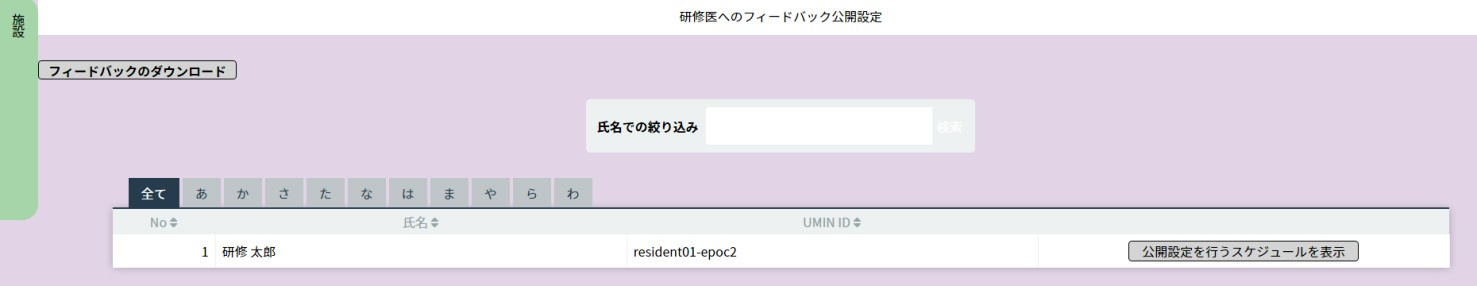 施設
研修医へのフィードバック公開設定
フィードバックのダウンロード
氏名での絞り込み 検索
全て あ か さ た な は ま や ら わ
No 氏名 UMIN ID
1 研修 太郎 resident01-epoc2 公開設定を行うスケジュールを表示